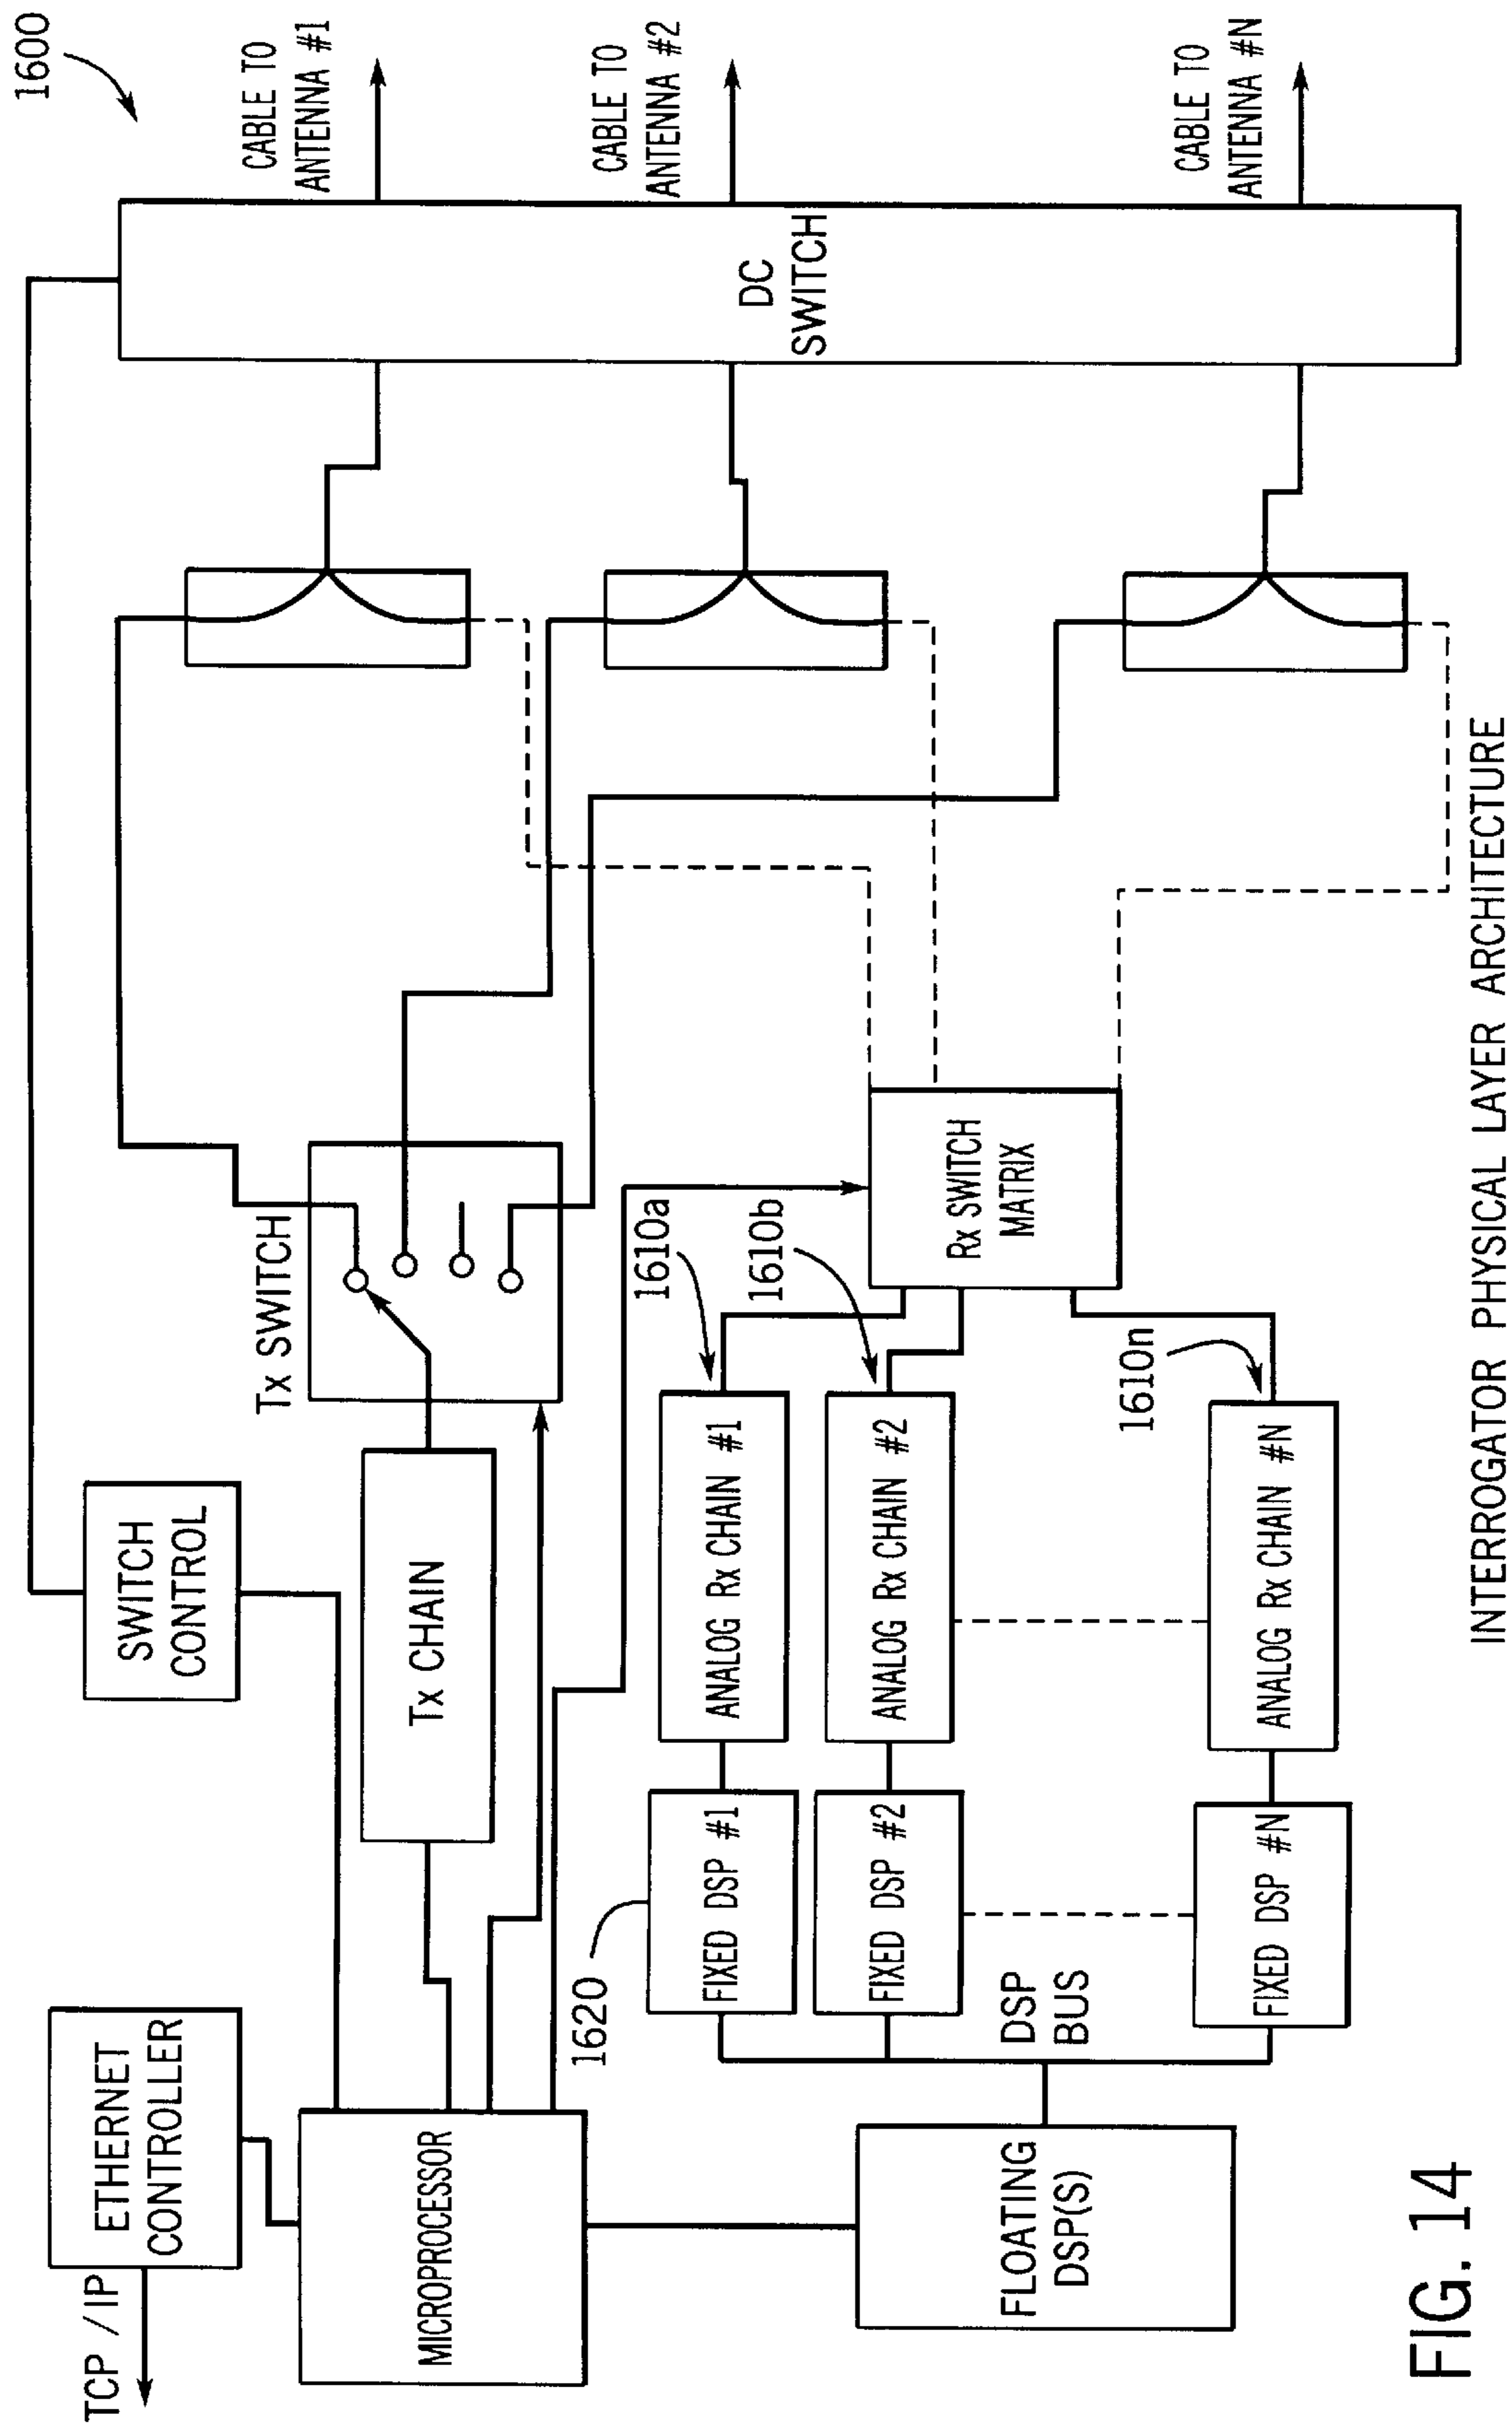 1600
CABLE TO
ANTENNA #1
CABLE TO
ANTENNA #2
CABLE TO
ANTENNA #N
DC
SWITCH
TCP/IP
ETHERNET
CONTROLLER
SWITCH
CONTROL
MICROPROCESSOR
Tx CHAIN
Tx SWITCH
1620
FIXED DSP #1
ANALOG Rx CHAIN #1
1610a
FIXED DSP #2
ANALOG Rx CHAIN #2
1610b
Rx SWITCH
MATRIX
FLOATING
DSP(S)
DSP
BUS
FIXED DSP #N
ANALOG Rx CHAIN #N
1610n
FIG. 14
INTERROGATOR PHYSICAL LAYER ARCHITECTURE